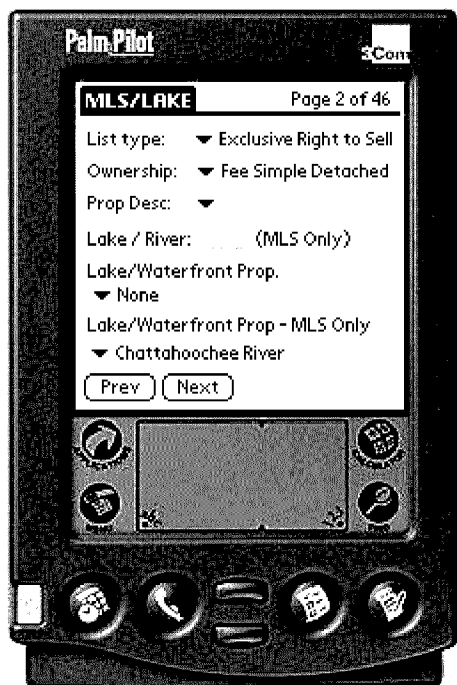 Palm Pilot
3Com
MLS/LAKE Page 2 of 46
List type: Exclusive Right to Sell
Ownership: Fee Simple Detached
Prop Desc:
Lake / River: (MLS Only)
Lake/Waterfront Prop.
None
Lake/Waterfront Prop - MLS Only
Chattahoochee River
Prev Next